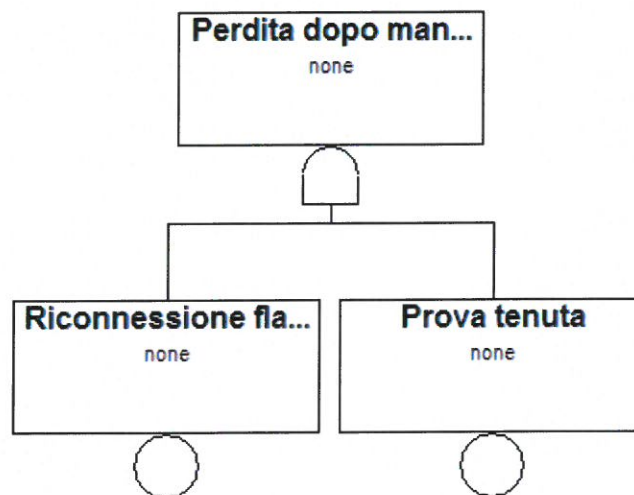 Perdita dopo man...
none
Riconnessione fla...
none
Prova tenuta
none